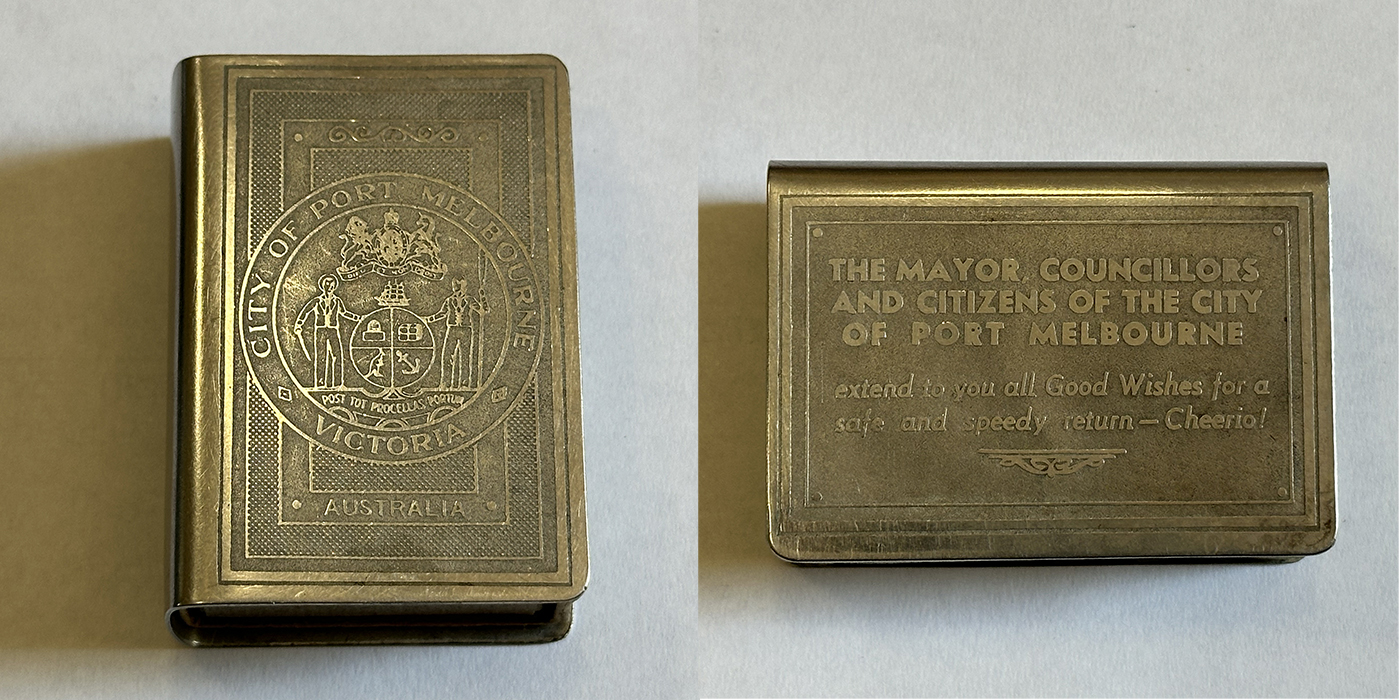 CITY OF PORT MELBOURNE
POST TOT PROCELLAS PORTUM
VICTORIA
AUSTRALIA
THE MAYOR, COUNCILLORS
AND CITIZENS OF THE CITY
OF PORT MELBOURNE
extend to you all Good Wishes for a
safe and speedy return — Cheerio!